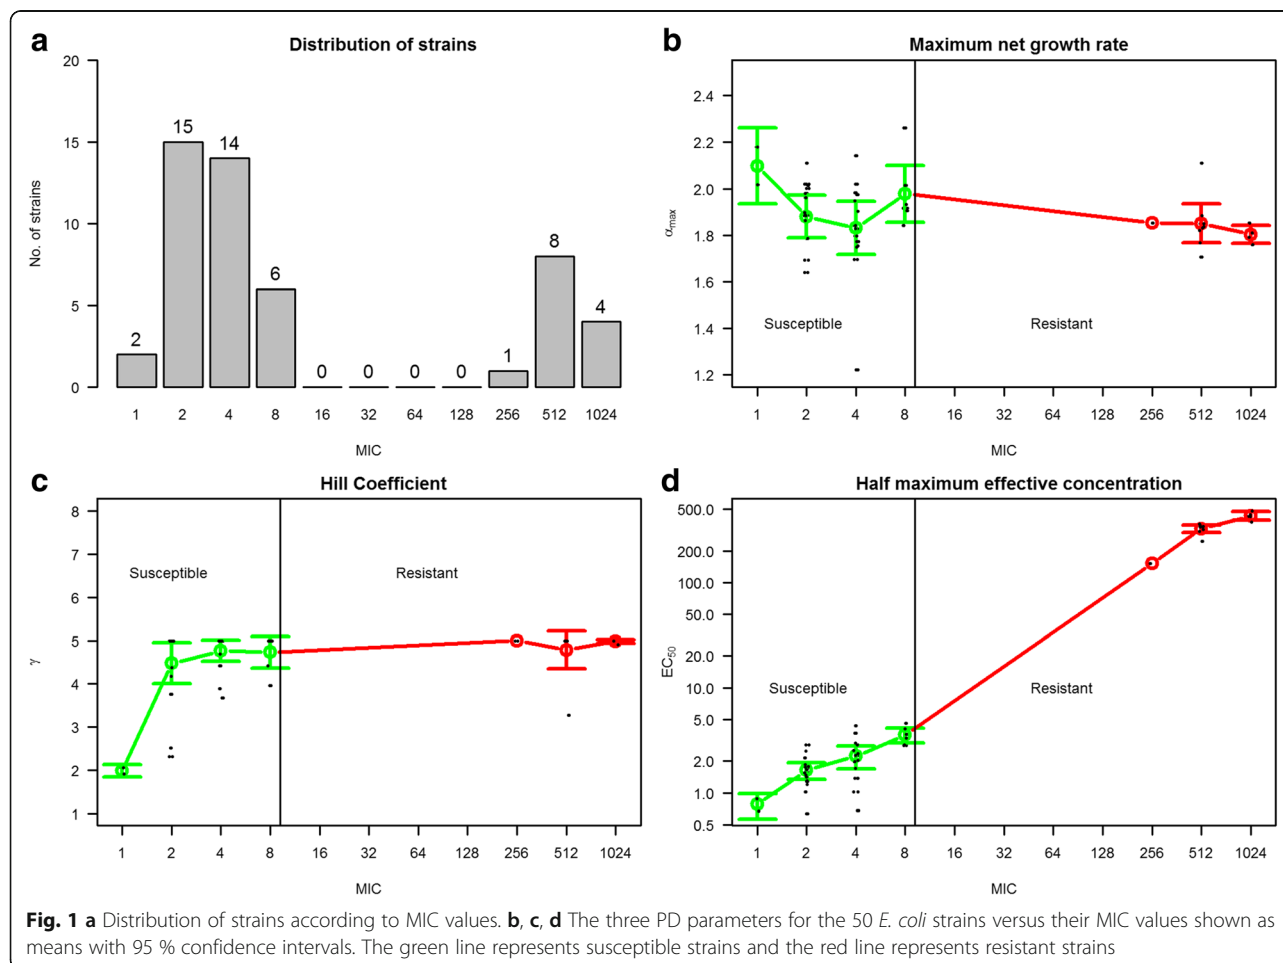 a
Distribution of strains
20
15
10
5
0
No. of strains
2
15
14
6
0
0
0
0
1
8
4
1 2 4 8 16 32 64 128 256 512 1024
MIC
b
Maximum net growth rate
2.4
2.2
2.0
1.8
1.6
1.4
1.2
αmax
Susceptible
Resistant
1 2 4 8 16 32 64 128 256 512 1024
MIC
c
Hill Coefficient
8
7
6
5
4
3
2
1
γ
Susceptible
Resistant
1 2 4 8 16 32 64 128 256 512 1024
MIC
d
Half maximum effective concentration
500.0
200.0
100.0
50.0
20.0
10.0
5.0
2.0
1.0
0.5
EC50
Susceptible
Resistant
1 2 4 8 16 32 64 128 256 512 1024
MIC
Fig. 1 a Distribution of strains according to MIC values. b, c, d The three PD parameters for the 50 E. coli strains versus their MIC values shown as
means with 95 % confidence intervals. The green line represents susceptible strains and the red line represents resistant strains